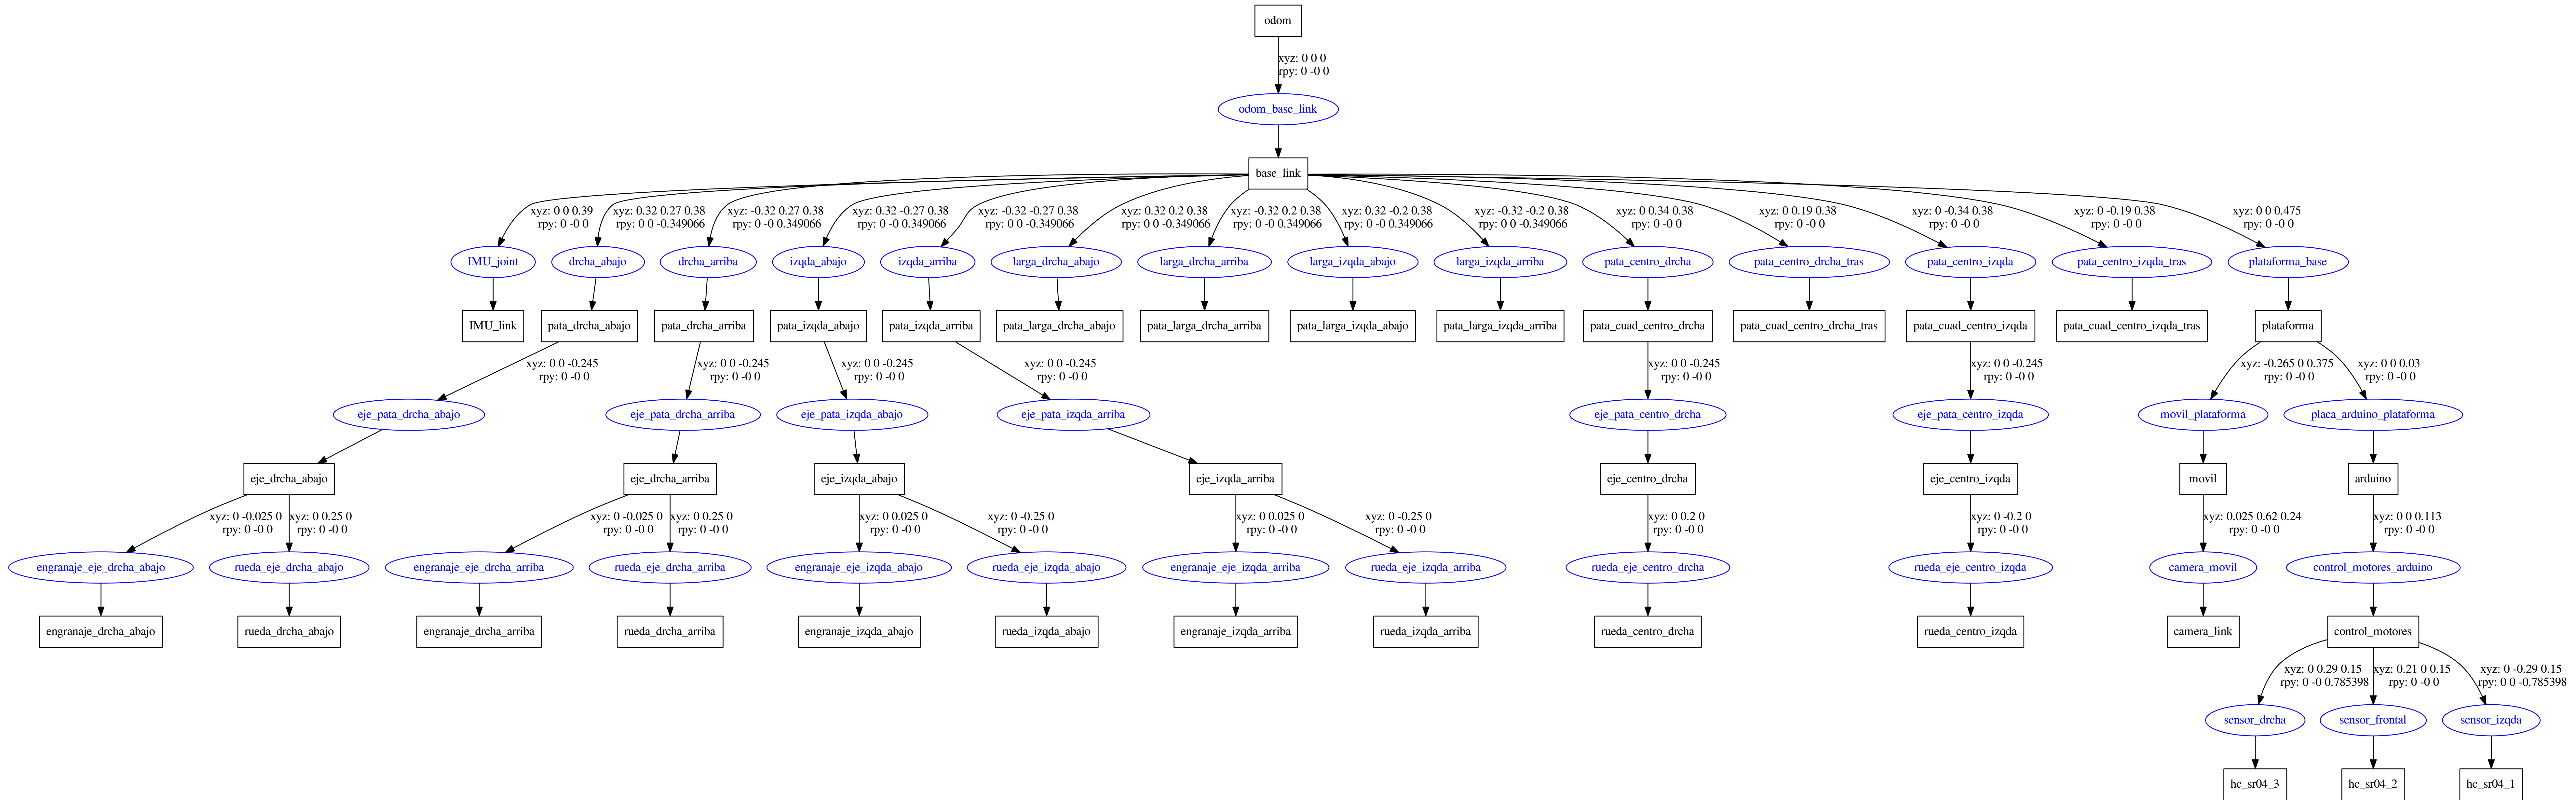 odom
xyz: 0 0 0
rpy: 0 -0 0
odom_base_link
base_link
xyz: 0 0 0.39
rpy: 0 -0 0
xyz: 0.32 0.27 0.38
rpy: 0 0 -0.349066
xyz: -0.32 0.27 0.38
rpy: 0 -0 0.349066
xyz: 0.32 -0.27 0.38
rpy: 0 -0 0.349066
xyz: -0.32 -0.27 0.38
rpy: 0 0 -0.349066
xyz: 0.32 0.2 0.38
rpy: 0 0 -0.349066
xyz: -0.32 0.2 0.38
rpy: 0 -0 0.349066
xyz: 0.32 -0.2 0.38
rpy: 0 -0 0.349066
xyz: -0.32 -0.2 0.38
rpy: 0 0 -0.349066
xyz: 0 0.34 0.38
rpy: 0 -0 0
xyz: 0 0.19 0.38
rpy: 0 -0 0
xyz: 0 -0.34 0.38
rpy: 0 -0 0
xyz: 0 -0.19 0.38
rpy: 0 -0 0
xyz: 0 0 0.475
rpy: 0 -0 0
IMU_joint
drcha_abajo
drcha_arriba
izqda_abajo
izqda_arriba
larga_drcha_abajo
larga_drcha_arriba
larga_izqda_abajo
larga_izqda_arriba
pata_centro_drcha
pata_centro_drcha_tras
pata_centro_izqda
pata_centro_izqda_tras
plataforma_base
IMU_link
pata_drcha_abajo
pata_drcha_arriba
pata_izqda_abajo
pata_izqda_arriba
pata_larga_drcha_abajo
pata_larga_drcha_arriba
pata_larga_izqda_abajo
pata_larga_izqda_arriba
pata_cuad_centro_drcha
pata_cuad_centro_drcha_tras
pata_cuad_centro_izqda
pata_cuad_centro_izqda_tras
plataforma
xyz: 0 0 -0.245
rpy: 0 -0 0
xyz: 0 0 -0.245
rpy: 0 -0 0
xyz: 0 0 -0.245
rpy: 0 -0 0
xyz: 0 0 -0.245
rpy: 0 -0 0
xyz: 0 0 -0.245
rpy: 0 -0 0
xyz: 0 0 -0.245
rpy: 0 -0 0
xyz: -0.265 0 0.375
rpy: 0 -0 0
xyz: 0 0 0.03
rpy: 0 -0 0
eje_pata_drcha_abajo
eje_pata_drcha_arriba
eje_pata_izqda_abajo
eje_pata_izqda_arriba
eje_pata_centro_drcha
eje_pata_centro_izqda
movil_plataforma
placa_arduino_plataforma
eje_drcha_abajo
eje_drcha_arriba
eje_izqda_abajo
eje_izqda_arriba
eje_centro_drcha
eje_centro_izqda
movil
arduino
xyz: 0 -0.025 0
rpy: 0 -0 0
xyz: 0 0.25 0
rpy: 0 -0 0
xyz: 0 -0.025 0
rpy: 0 -0 0
xyz: 0 0.25 0
rpy: 0 -0 0
xyz: 0 0.025 0
rpy: 0 -0 0
xyz: 0 -0.25 0
rpy: 0 -0 0
xyz: 0 0.025 0
rpy: 0 -0 0
xyz: 0 -0.25 0
rpy: 0 -0 0
xyz: 0 0.2 0
rpy: 0 -0 0
xyz: 0 -0.2 0
rpy: 0 -0 0
xyz: 0.025 0.62 0.24
rpy: 0 -0 0
xyz: 0 0 0.113
rpy: 0 -0 0
engranaje_eje_drcha_abajo
rueda_eje_drcha_abajo
engranaje_eje_drcha_arriba
rueda_eje_drcha_arriba
engranaje_eje_izqda_abajo
rueda_eje_izqda_abajo
engranaje_eje_izqda_arriba
rueda_eje_izqda_arriba
rueda_eje_centro_drcha
rueda_eje_centro_izqda
camera_movil
control_motores_arduino
engranaje_drcha_abajo
rueda_drcha_abajo
engranaje_drcha_arriba
rueda_drcha_arriba
engranaje_izqda_abajo
rueda_izqda_abajo
engranaje_izqda_arriba
rueda_izqda_arriba
rueda_centro_drcha
rueda_centro_izqda
camera_link
control_motores
xyz: 0 0.29 0.15
rpy: 0 -0 0.785398
xyz: 0.21 0 0.15
rpy: 0 -0 0
xyz: 0 -0.29 0.15
rpy: 0 0 -0.785398
sensor_drcha
sensor_frontal
sensor_izqda
hc_sr04_3
hc_sr04_2
hc_sr04_1